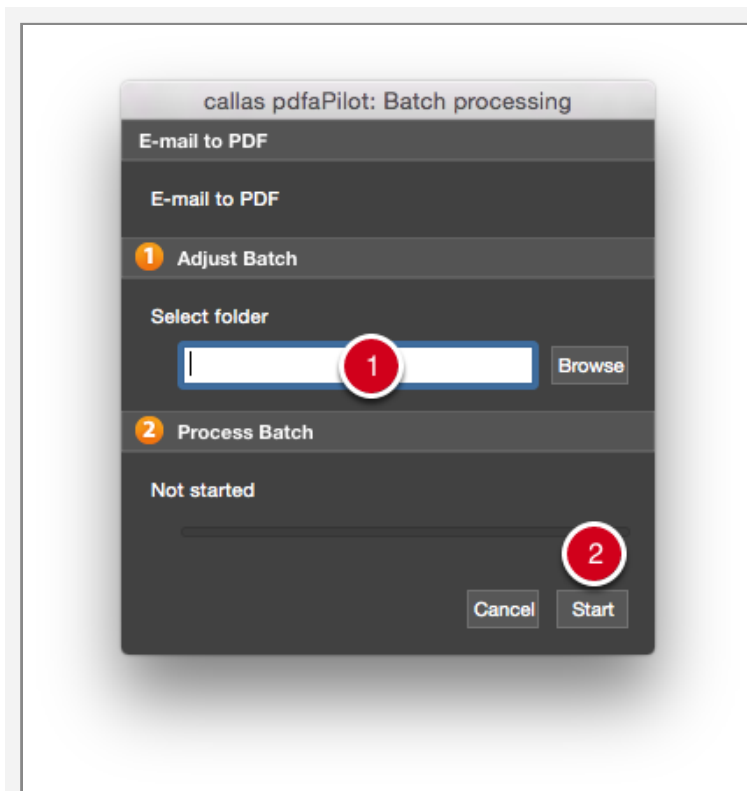 callas pdfaPilot: Batch processing
E-mail to PDF
E-mail to PDF
1 Adjust Batch
Select folder
1 Browse
2 Process Batch
Not started
2
Cancel Start